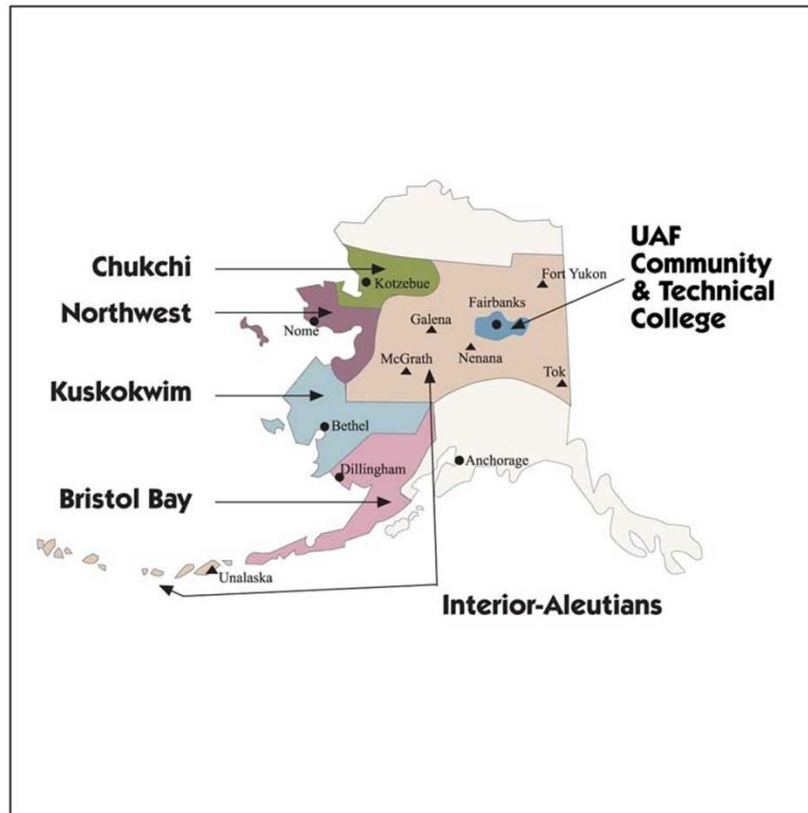 Chukchi
Northwest
Kuskokwim
Bristol Bay
UAF
Community
& Technical
College
Kotzebue
Fort Yukon
Fairbanks
Galena
Nome
McGrath
Nenana
Tok
Bethel
Dillingham
Anchorage
Unalaska
Interior-Aleutians